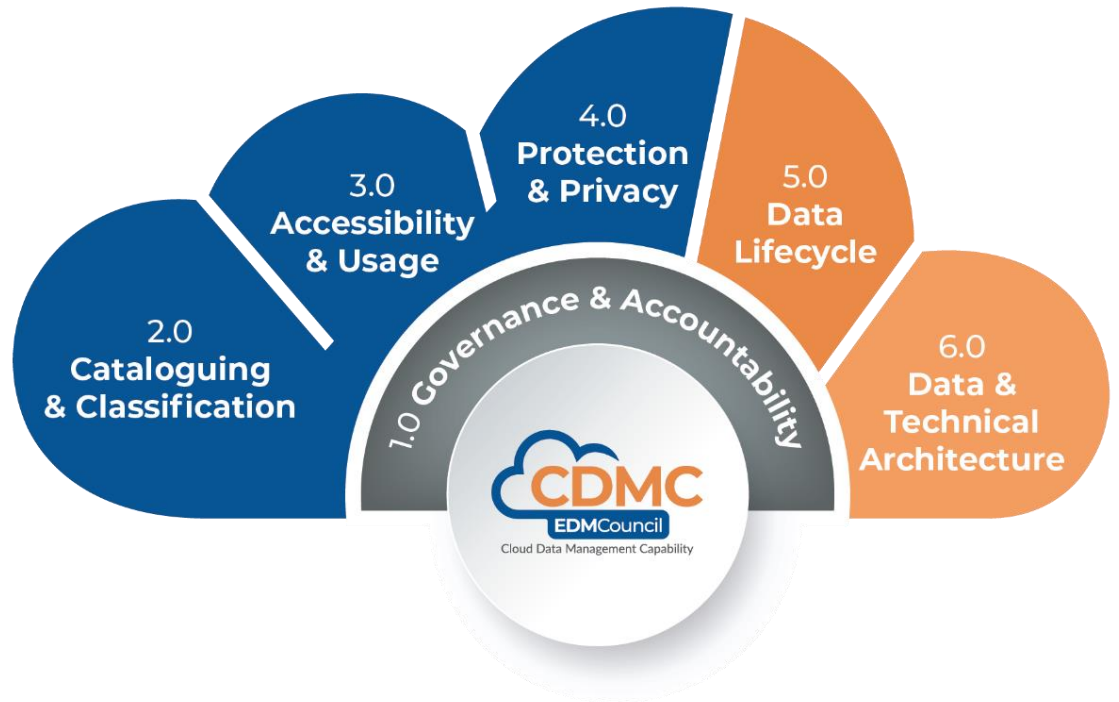 4.0
Protection
& Privacy
3.0
Accessibility
& Usage
5.0
Data
Lifecycle
2.0
Cataloguing
& Classification
1.0 Governance & Accountability
6.0
Data &
Technical
Architecture
CDMC
EDMCouncil
Cloud Data Management Capability